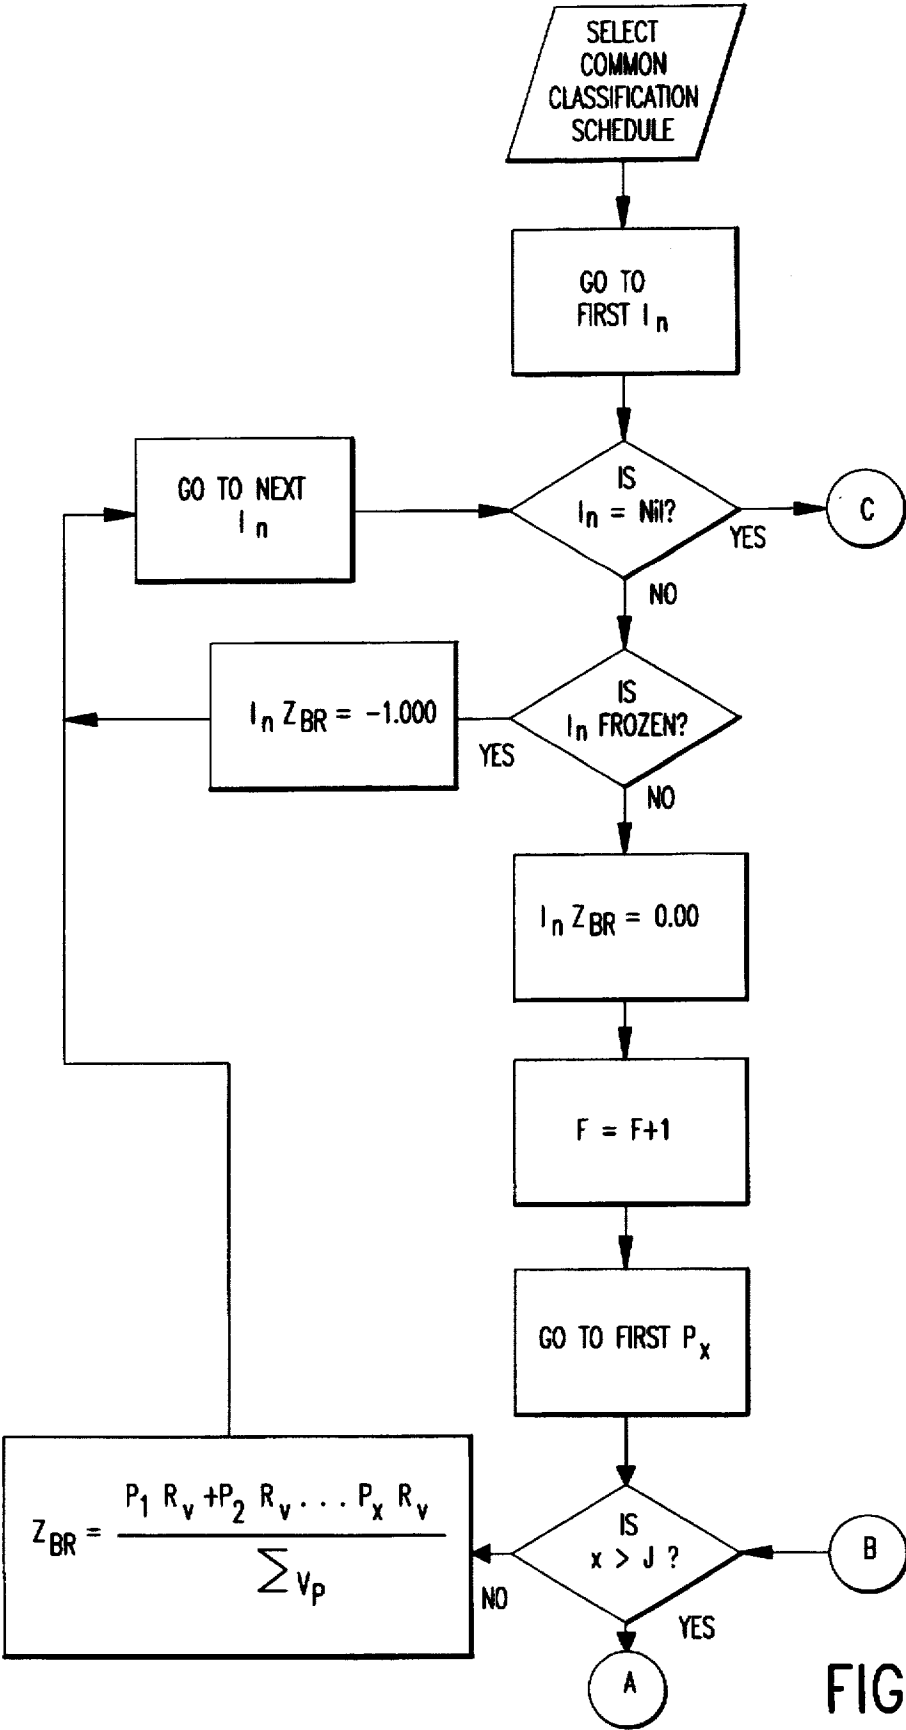 SELECT
COMMON
CLASSIFICATION
SCHEDULE
GO TO
FIRST I n
GO TO NEXT
I n
IS
I n = Nil?
YES
C
NO
I n Z BR = -1.000
IS
I n FROZEN?
YES
NO
I n Z BR = 0.00
F = F+1
GO TO FIRST P x
Z BR = P 1 R v + P 2 R v . . . P x R v
∑ V P
IS
x > J ?
B
NO
YES
A
FIG